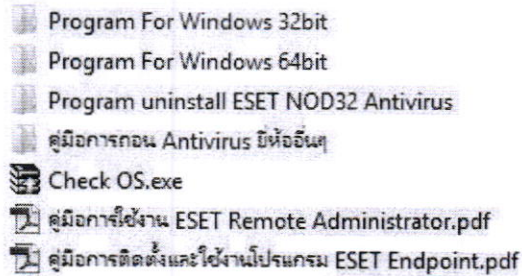 Program For Windows 32bit
Program For Windows 64bit
Program uninstall ESET NOD32 Antivirus
คู่มือการถอน Antivirus ยี่ห้ออื่นๆ
Check OS.exe
คู่มือการใช้งาน ESET Remote Administrator.pdf
คู่มือการติดตั้งและใช้งานโปรแกรม ESET Endpoint.pdf